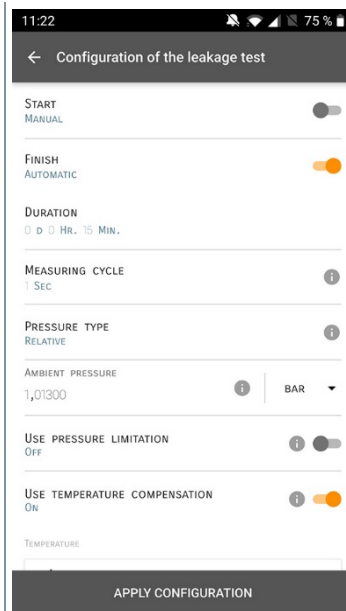 11:22
75 %
Configuration of the leakage test
START
MANUAL
FINISH
AUTOMATIC
DURATION
0 D 0 HR. 15 MIN.
MEASURING CYCLE
1 SEC
PRESSURE TYPE
RELATIVE
AMBIENT PRESSURE
1,01300
BAR
USE PRESSURE LIMITATION
OFF
USE TEMPERATURE COMPENSATION
ON
TEMPERATURE
APPLY CONFIGURATION